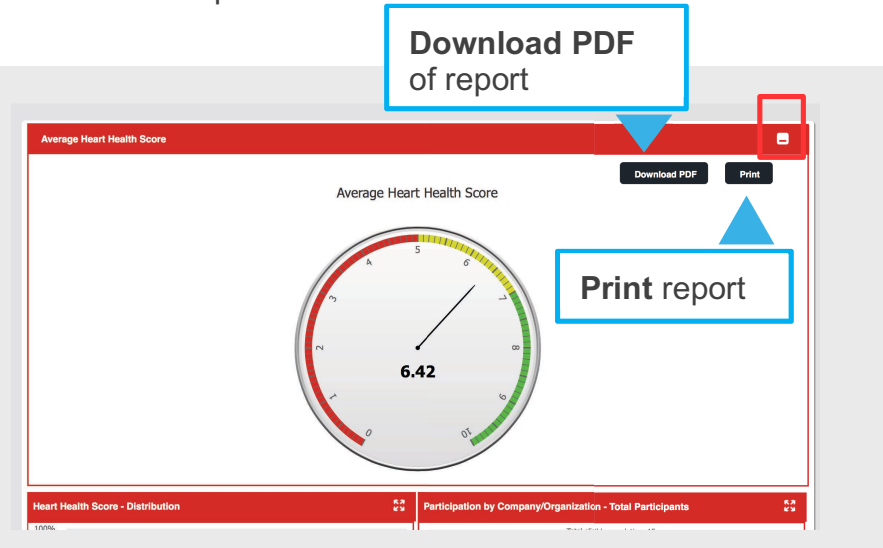 Download PDF
of report
Average Heart Health Score
Download PDF
Print
Average Heart Health Score
0
1
2
3
4
5
6
7
8
9
10
6.42
Print report
Heart Health Score - Distribution
Participation by Company/Organization - Total Participants
100%